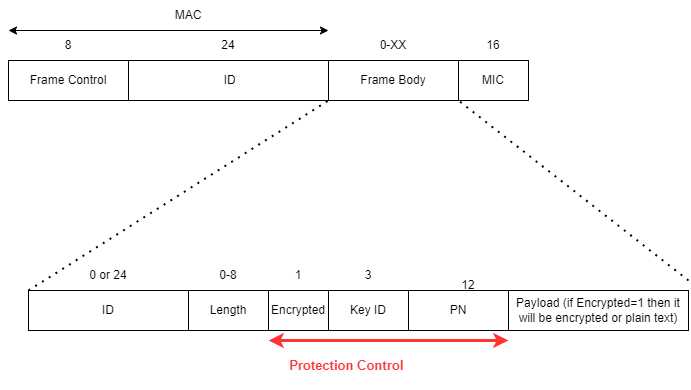 MAC
8 24 0-XX 16
Frame Control ID Frame Body MIC
0 or 24 0-8 1 3 12
ID Length Encrypted Key ID PN Payload (if Encrypted=1 then it
will be encrypted or plain text)
Protection Control